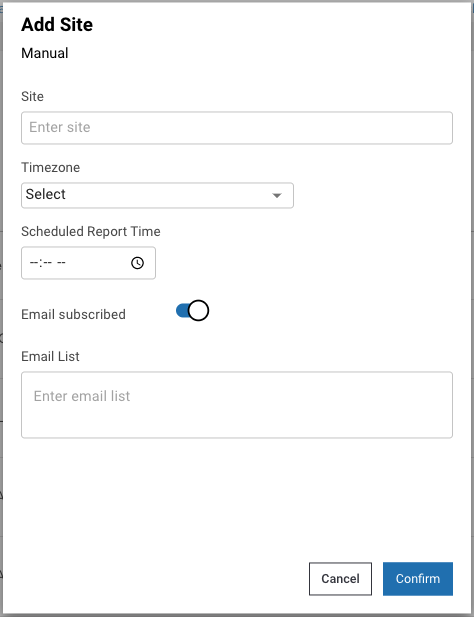 Add Site
Manual
Site
Enter site
Timezone
Select
Scheduled Report Time
--:-- --
Email subscribed
Email List
Enter email list
Cancel
Confirm